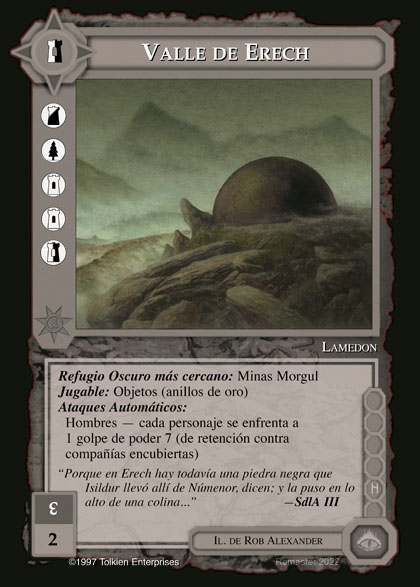 VALLE DE ERECH
LAMEDON
Refugio Oscuro más cercano: Minas Morgul
Jugable: Objetos (anillos de oro)
Ataques Automáticos:
Hombres — cada personaje se enfrenta a
1 golpe de poder 7 (de retención contra
compañías encubiertas)
“Porque en Erech hay todavía una piedra negra que
Isildur llevó allí de Númenor, dicen; y la puso en lo
alto de una colina...” —SdlA III
H
2
IL. DE ROB ALEXANDER
©1997 Tolkien Enterprises